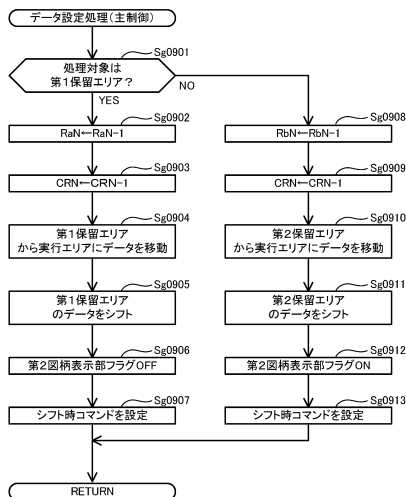 データ設定処理(主制御)
Sg0901
処理対象は
第1保留エリア?
YES
NO
Sg0902
RaN←RaN-1
Sg0903
CRN←CRN-1
Sg0904
第1保留エリア
から実行エリアにデータを移動
Sg0905
第1保留エリア
のデータをシフト
Sg0906
第2図柄表示部フラグOFF
Sg0907
シフト時コマンドを設定
Sg0908
RbN←RbN-1
Sg0909
CRN←CRN-1
Sg0910
第2保留エリア
から実行エリアにデータを移動
Sg0911
第2保留エリア
のデータをシフト
Sg0912
第2図柄表示部フラグON
Sg0913
シフト時コマンドを設定
RETURN